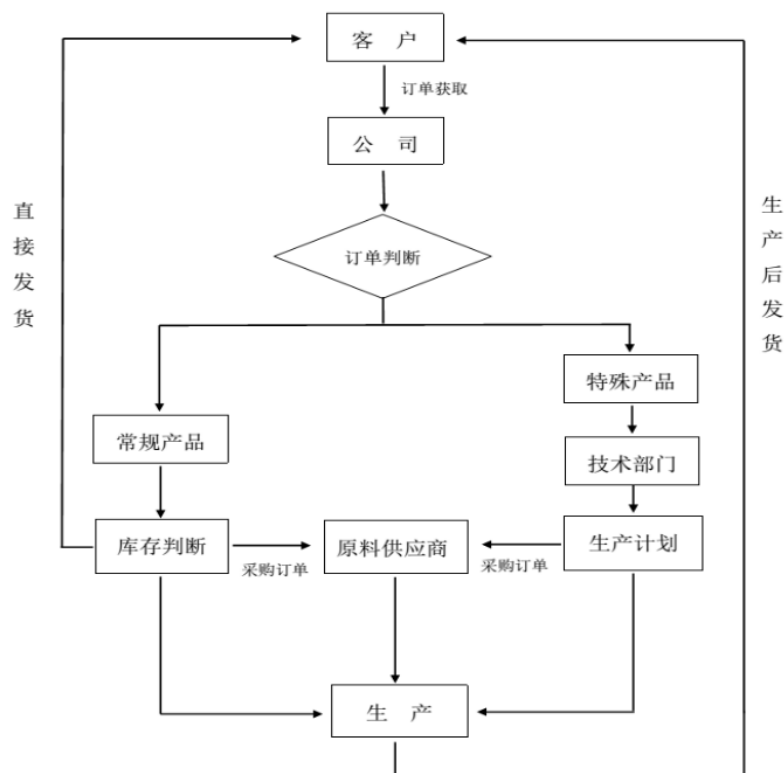 客 户
订单获取
公 司
订单判断
直接发货
生产后发货
特殊产品
常规产品
技术部门
库存判断
原料供应商
生产计划
采购订单
采购订单
生 产